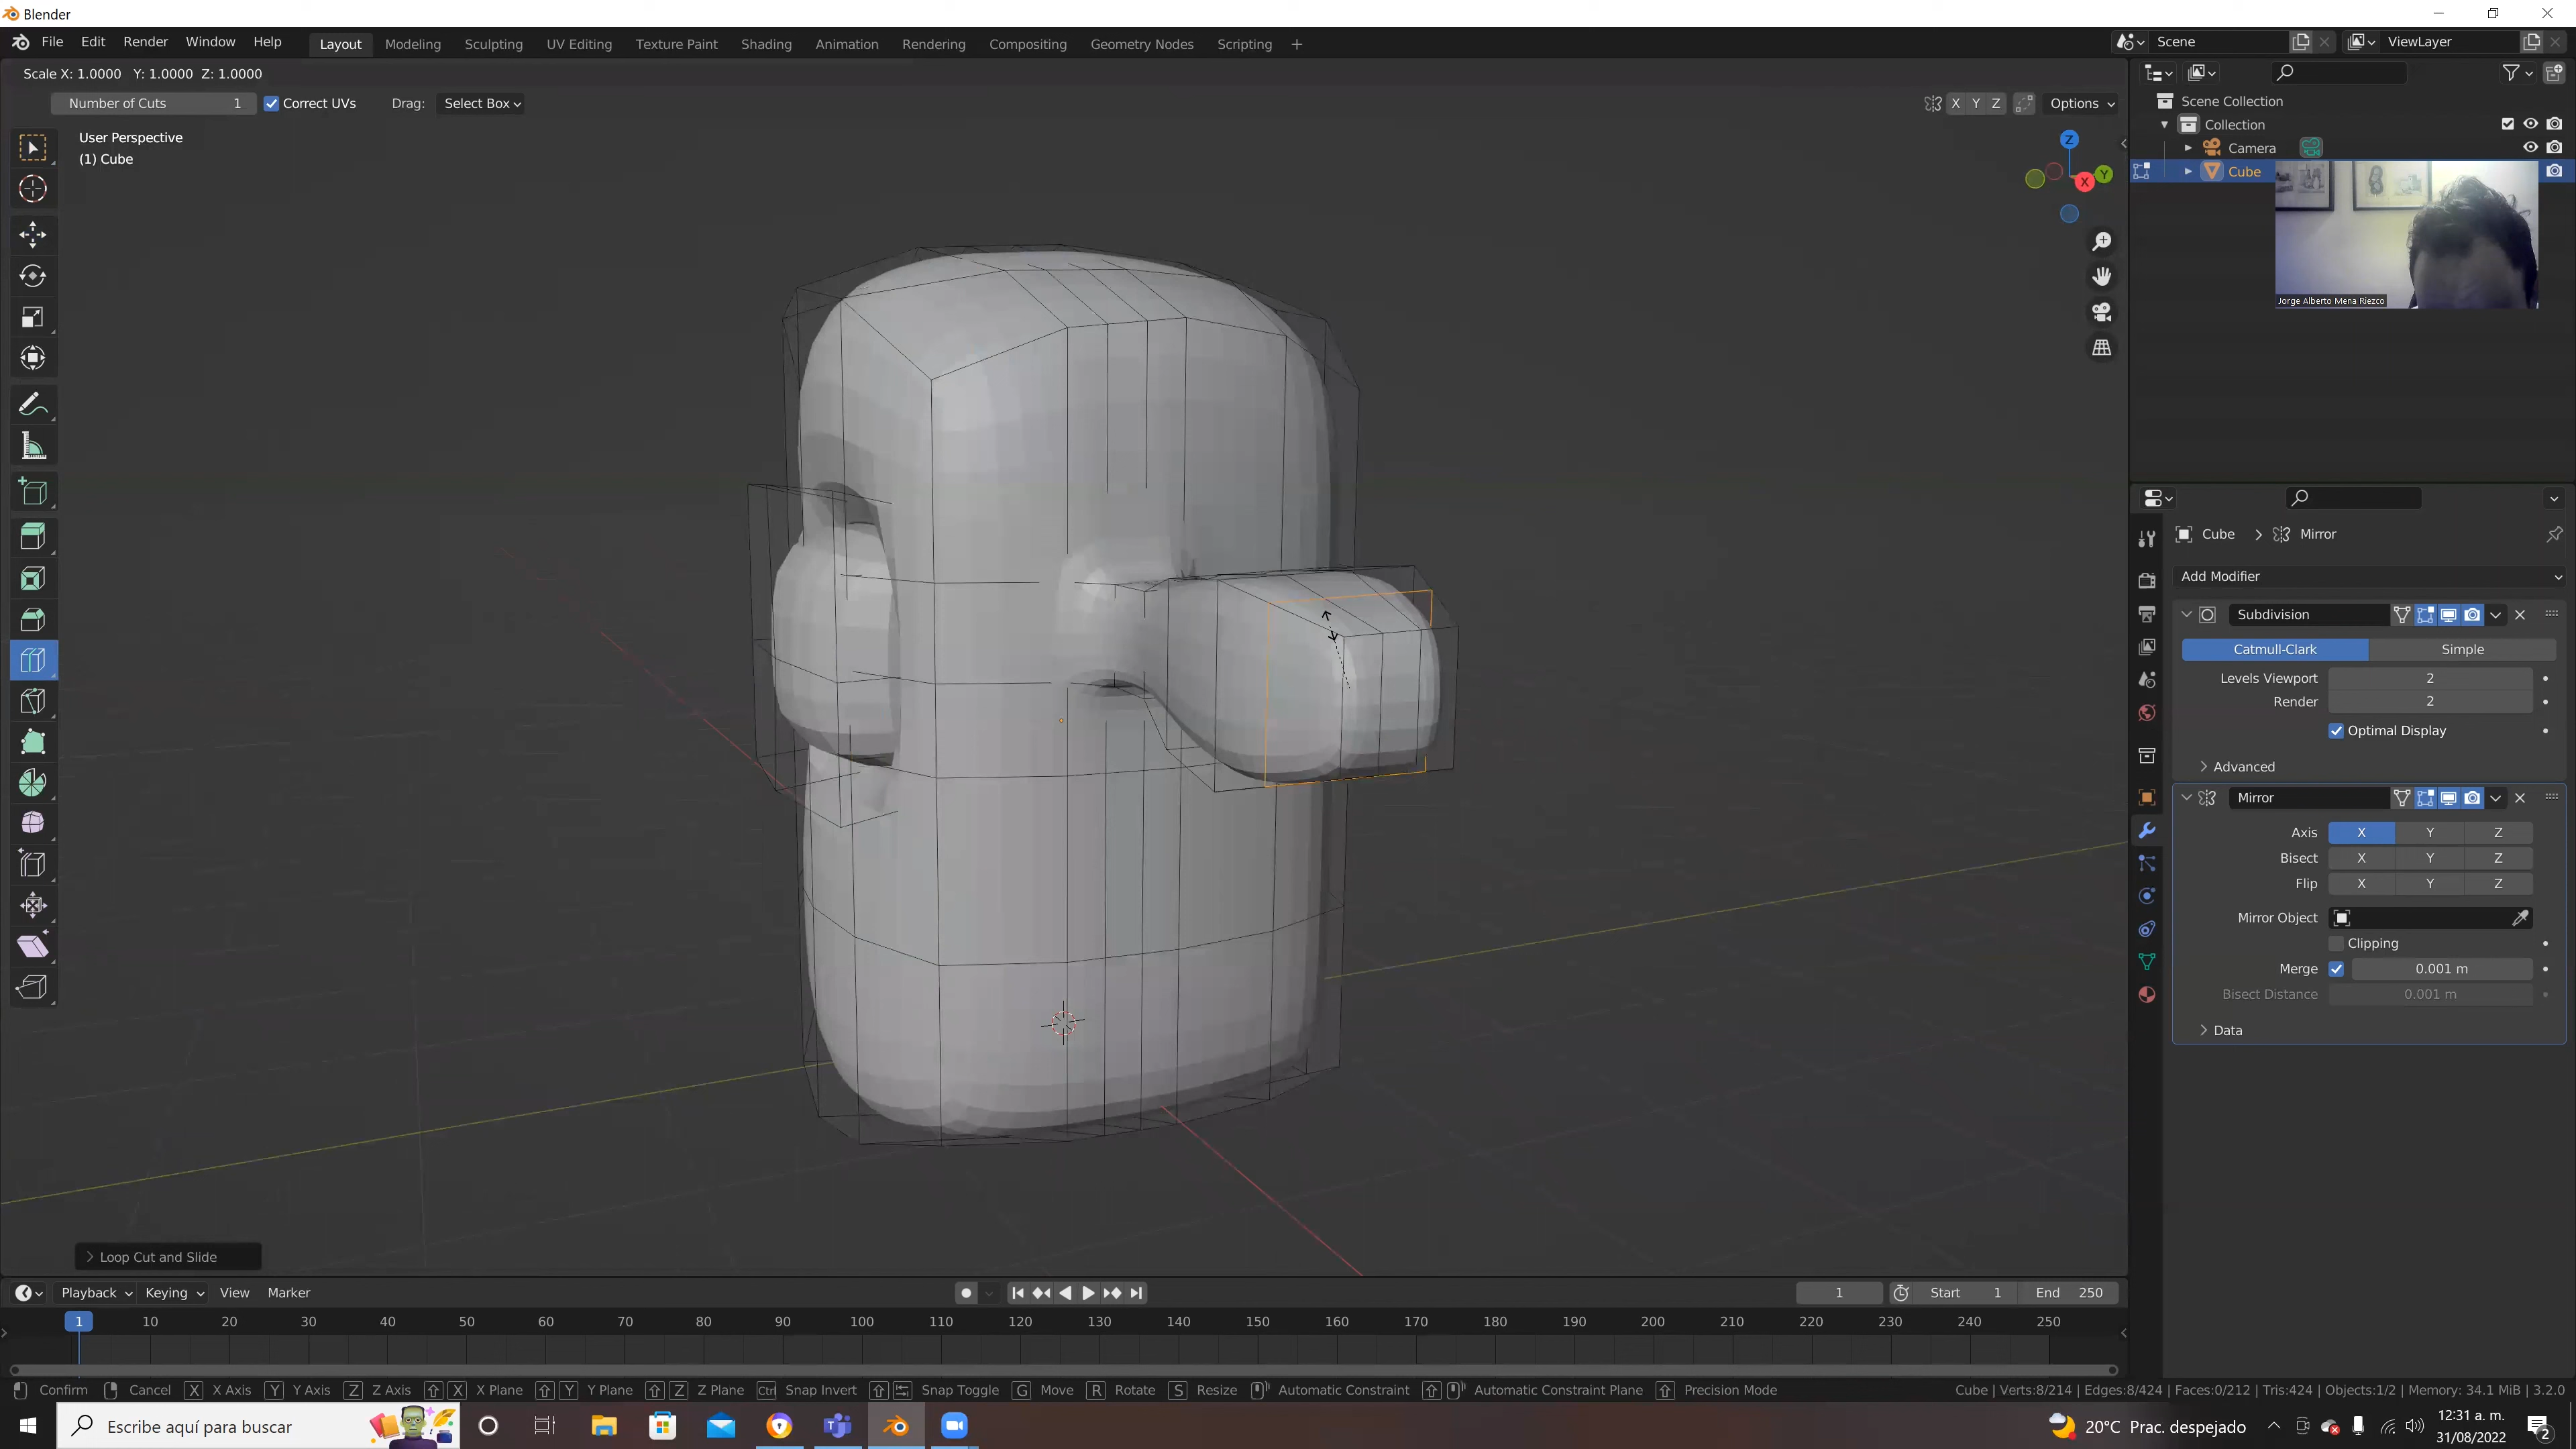 Blender
File Edit Render Window Help Layout Modeling Sculpting UV Editing Texture Paint Shading Animation Rendering Compositing Geometry Nodes Scripting + Scene ViewLayer
Scale X: 1.0000 Y: 1.0000 Z: 1.0000
Number of Cuts 1 Correct UVs Drag: Select Box X Y Z Options
User Perspective
(1) Cube
Z
X
Y
Scene Collection
Collection
Camera
Cube
Jorge Alberto Mena Riezco
Cube > Mirror
Add Modifier
Subdivision
Catmull-Clark Simple
Levels Viewport 2
Render 2
Optimal Display
Advanced
Mirror
Axis X Y Z
Bisect X Y Z
Flip X Y Z
Mirror Object
Clipping
Merge 0.001 m
Bisect Distance 0.001 m
Data
Loop Cut and Slide
Playback Keying View Marker 1 Start 1 End 250
1 10 20 30 40 50 60 70 80 90 100 110 120 130 140 150 160 170 180 190 200 210 220 230 240 250
Confirm Cancel X X Axis Y Y Axis Z Z Axis X X Plane Y Y Plane Z Z Plane Ctrl Snap Invert Snap Toggle G Move R Rotate S Resize Automatic Constraint Automatic Constraint Plane Precision Mode Cube | Verts:8/214 | Edges:8/424 | Faces:0/212 | Tris:424 | Objects:1/2 | Memory: 34.1 MiB | 3.2.0
Escribe aquí para buscar 20°C Prac. despejado 12:31 a. m.
31/08/2022
2